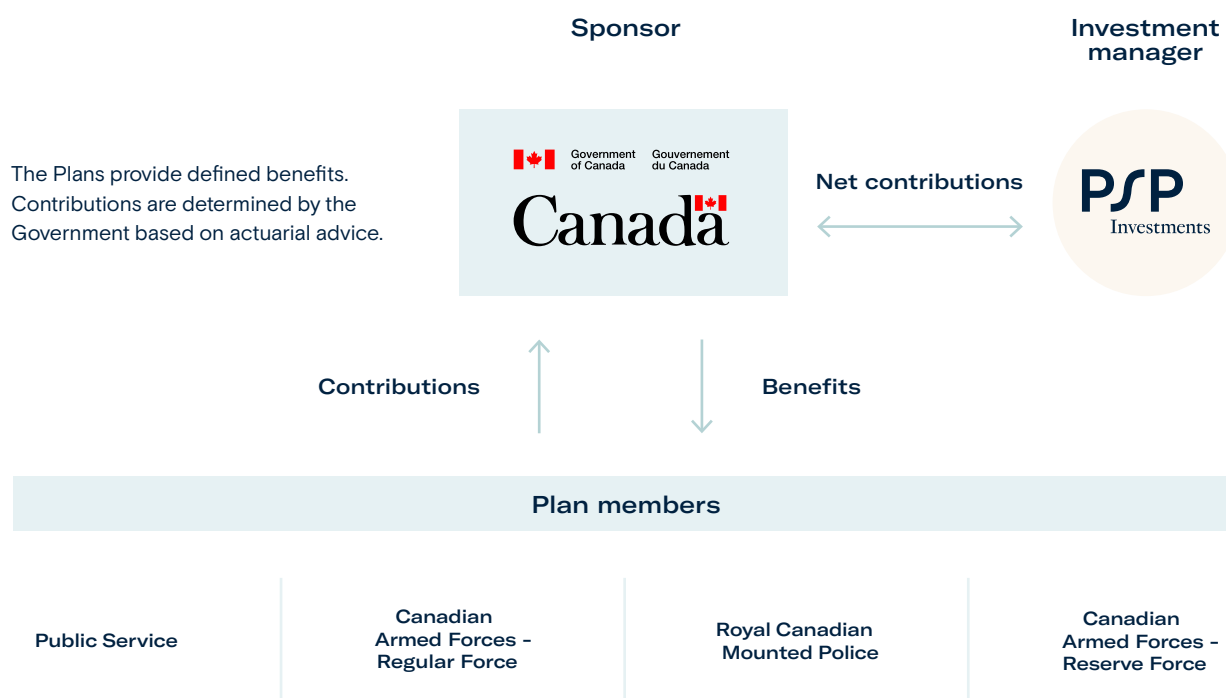 Sponsor
Investment
manager
The Plans provide defined benefits.
Contributions are determined by the
Government based on actuarial advice.
Government
of Canada
Gouvernement
du Canada
Canada
Net contributions
PSP
Investments
Contributions
Benefits
Plan members
Public Service
Canadian
Armed Forces -
Regular Force
Royal Canadian
Mounted Police
Canadian
Armed Forces -
Reserve Force